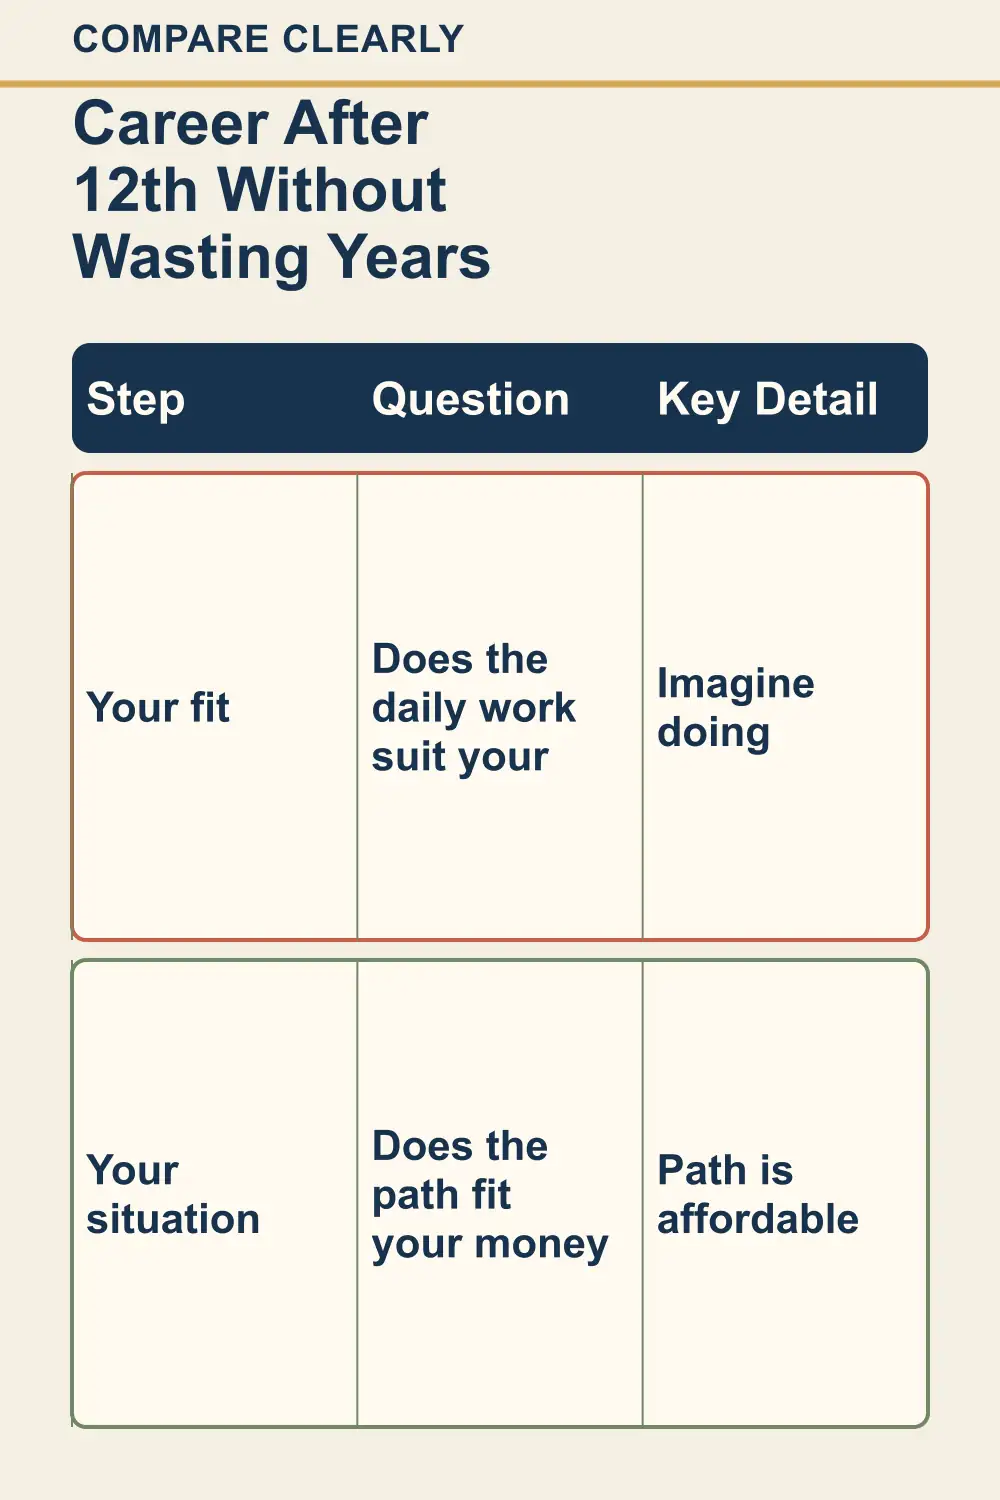 COMPARE CLEARLY
Career After
12th Without
Wasting Years
Step
Question
Key Detail
Your fit
Does the
daily work
suit your
Imagine
doing
Your
situation
Does the
path fit
your money
Path is
affordable